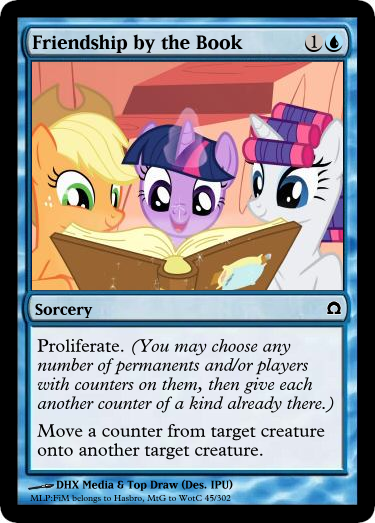 Friendship by the Book 1
Sorcery Ω
Proliferate. (You may choose any
number of permanents and/or players
with counters on them, then give each
another counter of a kind already there.)
Move a counter from target creature
onto another target creature.
DHX Media & Top Draw (Des. IPU)
MLP:FiM belongs to Hasbro, MtG to WotC 45/302